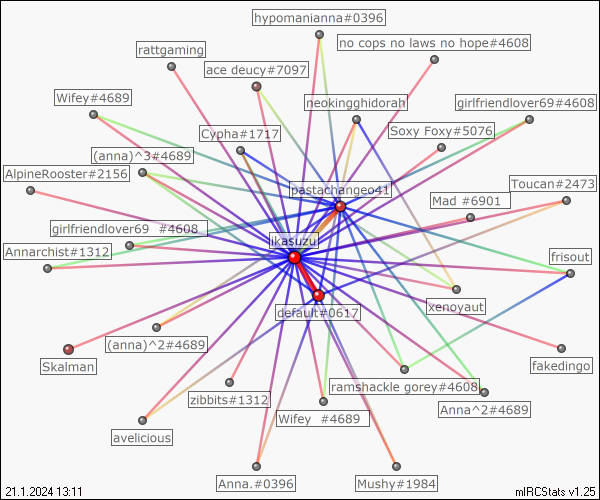 hypomanianna#0396
no cops no laws no hope#4608
rattgaming
ace deucy#7097
Wifey#4689
neokingghidorah
girlfriendlover69#4608
Cypha#1717
Soxy Foxy#5076
(anna)^3#4689
AlpineRooster#2156
pastachangeo41
Toucan#2473
Mad #6901
girlfriendlover69 #4608
ikasuzu
Annarchist#1312
frisout
xenoyaut
default#0617
(anna)^2#4689
Skalman
fakedingo
ramshackle gorey#4608
zibbits#1312
Anna^2#4689
Wifey #4689
avelicious
Anna.#0396
Mushy#1984
21.1.2024 13:11
mIRCStats v1.25